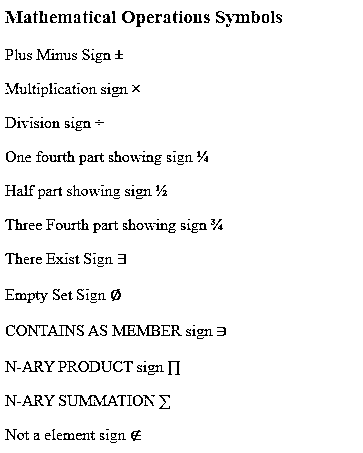 Mathematical Operations Symbols
Plus Minus Sign ±
Multiplication sign ×
Division sign ÷
One fourth part showing sign ¼
Half part showing sign ½
Three Fourth part showing sign ¾
There Exist Sign ∃
Empty Set Sign Ø
CONTAINS AS MEMBER sign ∋
N-ARY PRODUCT sign ∏
N-ARY SUMMATION ∑
Not a element sign ∉